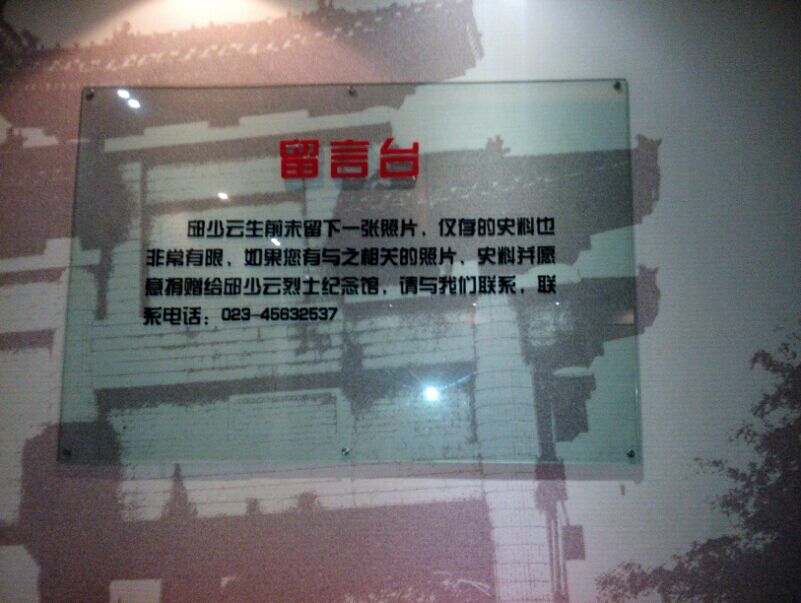 留言台
邱少云生前未留下一张照片，仅存的史料也
非常有限，如果您有与之相关的照片、史料并愿
意捐赠给邱少云烈士纪念馆，请与我们联系，联
系电话：023-45632537